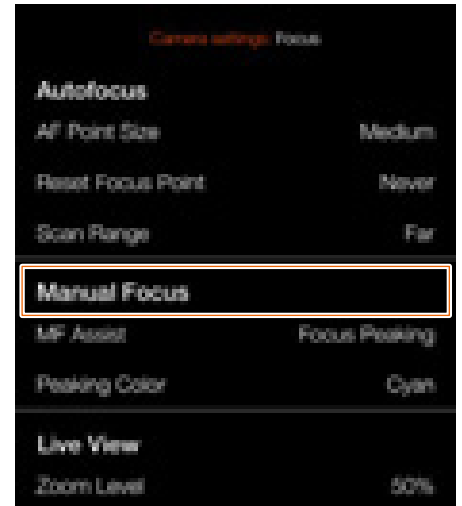 Camera settings: Focus
Autofocus
AF Point Size Medium
Reset Focus Point Never
Scan Range Far
Manual Focus
MF Assist Focus Peaking
Peaking Color Cyan
Live View
Zoom Level 50%